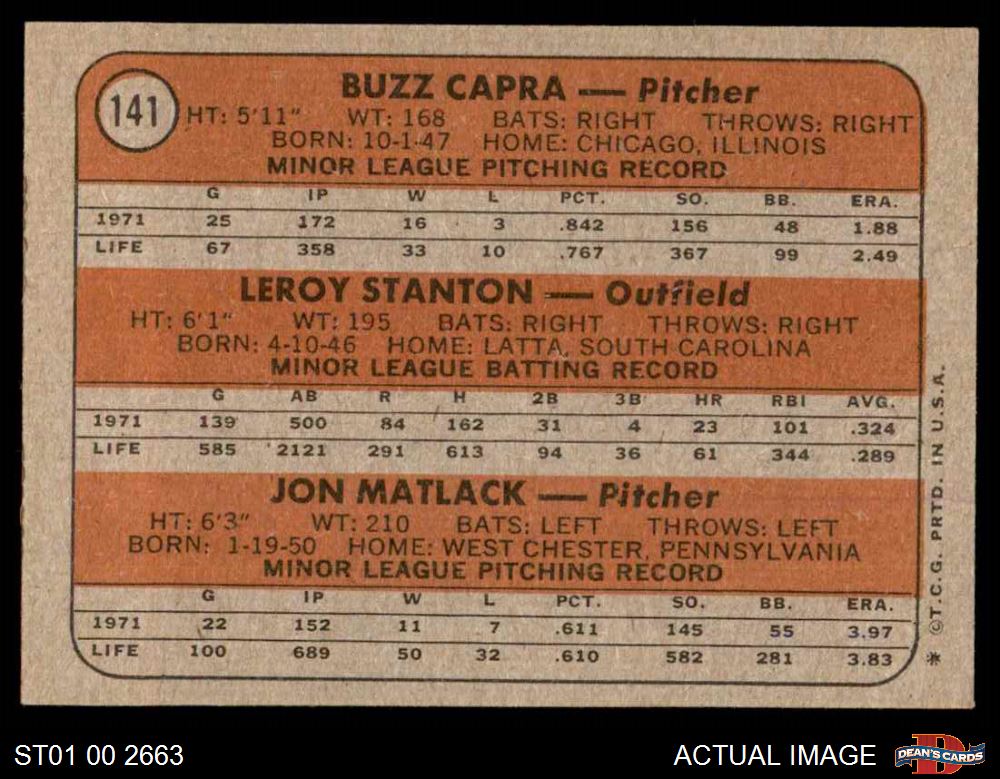 141
BUZZ CAPRA — Pitcher
HT: 5'11" WT: 168 BATS: RIGHT THROWS: RIGHT
BORN: 10-1-47 HOME: CHICAGO, ILLINOIS
MINOR LEAGUE PITCHING RECORD
G IP W L PCT. SO. BB. ERA.
1971 25 172 16 3 .842 156 48 1.88
LIFE 67 358 33 10 .767 367 99 2.49
LEROY STANTON — Outfield
HT: 6'1" WT: 195 BATS: RIGHT THROWS: RIGHT
BORN: 4-10-46 HOME: LATTA, SOUTH CAROLINA
MINOR LEAGUE BATTING RECORD
G AB R H 2B 3B HR RBI AVG.
1971 139 500 84 162 31 4 23 101 .324
LIFE 585 2121 291 613 94 36 61 344 .289
JON MATLACK — Pitcher
HT: 6'3" WT: 210 BATS: LEFT THROWS: LEFT
BORN: 1-19-50 HOME: WEST CHESTER, PENNSYLVANIA
MINOR LEAGUE PITCHING RECORD
G IP W L PCT. SO. BB. ERA.
1971 22 152 11 7 .611 145 55 3.97
LIFE 100 689 50 32 .610 582 281 3.83
* ©T.C.G. PRTD. IN U.S.A.
ST01 00 2663
ACTUAL IMAGE
DEAN'S CARDS